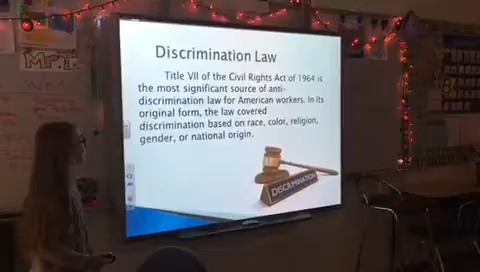 Discrimination Law
Title VII of the Civil Rights Act of 1964 is
the most significant source of anti-
discrimination law for American workers. In its
original form, the law covered
discrimination based on race, color, religion,
gender, or national origin.
DISCRIMINATION